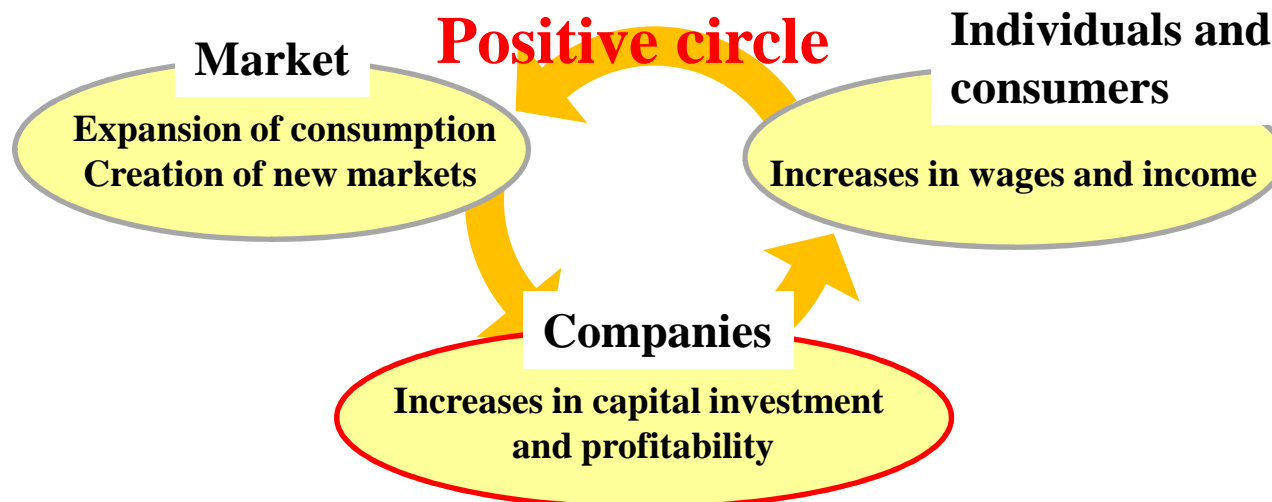 Positive circle
Market
Expansion of consumption
Creation of new markets
Individuals and
consumers
Increases in wages and income
Companies
Increases in capital investment
and profitability